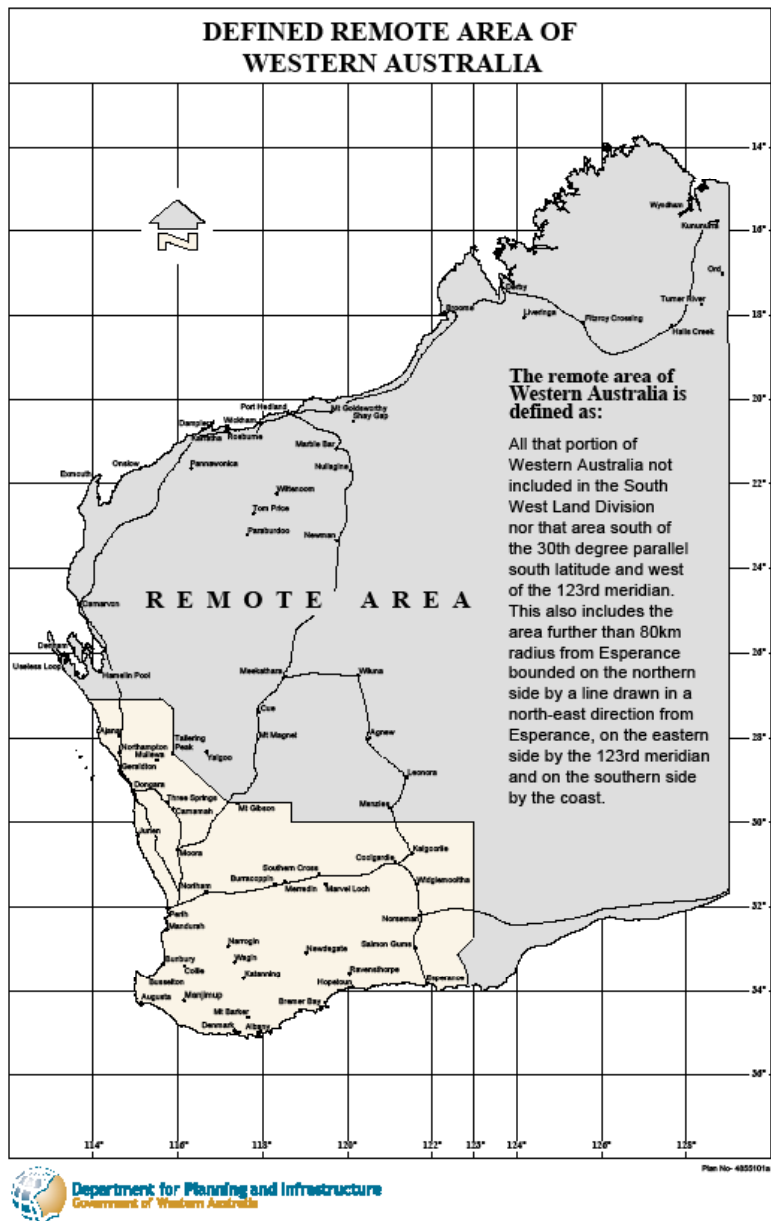 DEFINED REMOTE AREA OF
WESTERN AUSTRALIA
14°
Wyndham
Kununurra
16°
Ord
Derby
Turner River
Broome
Liveringa
Fitzroy Crossing
18°
Halls Creek
The remote area of
Western Australia is
defined as:
All that portion of
Western Australia not
included in the South
West Land Division
nor that area south of
the 30th degree parallel
south latitude and west
of the 123rd meridian.
This also includes the
area further than 80km
radius from Esperance
bounded on the northern
side by a line drawn in a
north-east direction from
Esperance, on the eastern
side by the 123rd meridian
and on the southern side
by the coast.
Port Hedland
Mt Goldsworthy
20°
Shay Gap
Wickham
Dampier
Karratha
Roeburne
Marble Bar
Onslow
Pannawonica
Nullagine
Exmouth
22°
Wittenoom
Tom Price
Paraburdoo
Newman
24°
Carnarvon
REMOTE AREA
Denham
26°
Useless Loop
Hamelin Pool
Meekathara
Wiluna
28°
Cue
Ajana
Tallering
Peak
Mt Magnet
Agnew
Northampton
Mullewa
Yalgoo
Geraldton
Leonora
Dongara
Three Springs
Carnamah
Mt Gibson
Menzies
30°
Jurien
Moora
Kalgoorlie
Coolgardie
Southern Cross
Burracoppin
Merredin
Marvel Loch
Widgiemooltha
Northam
32°
Perth
Mandurah
Norseman
Narrogin
Newdegate
Salmon Gums
Bunbury
Collie
Wagin
Katanning
Ravensthorpe
Esperance
Busselton
Hopetoun
34°
Augusta
Manjimup
Bremer Bay
Mt Barker
Denmark
Albany
36°
114°
116°
118°
120°
122°
123°
124°
126°
128°
Plan No- 4855101a
Department for Planning and Infrastructure
Government of Western Australia